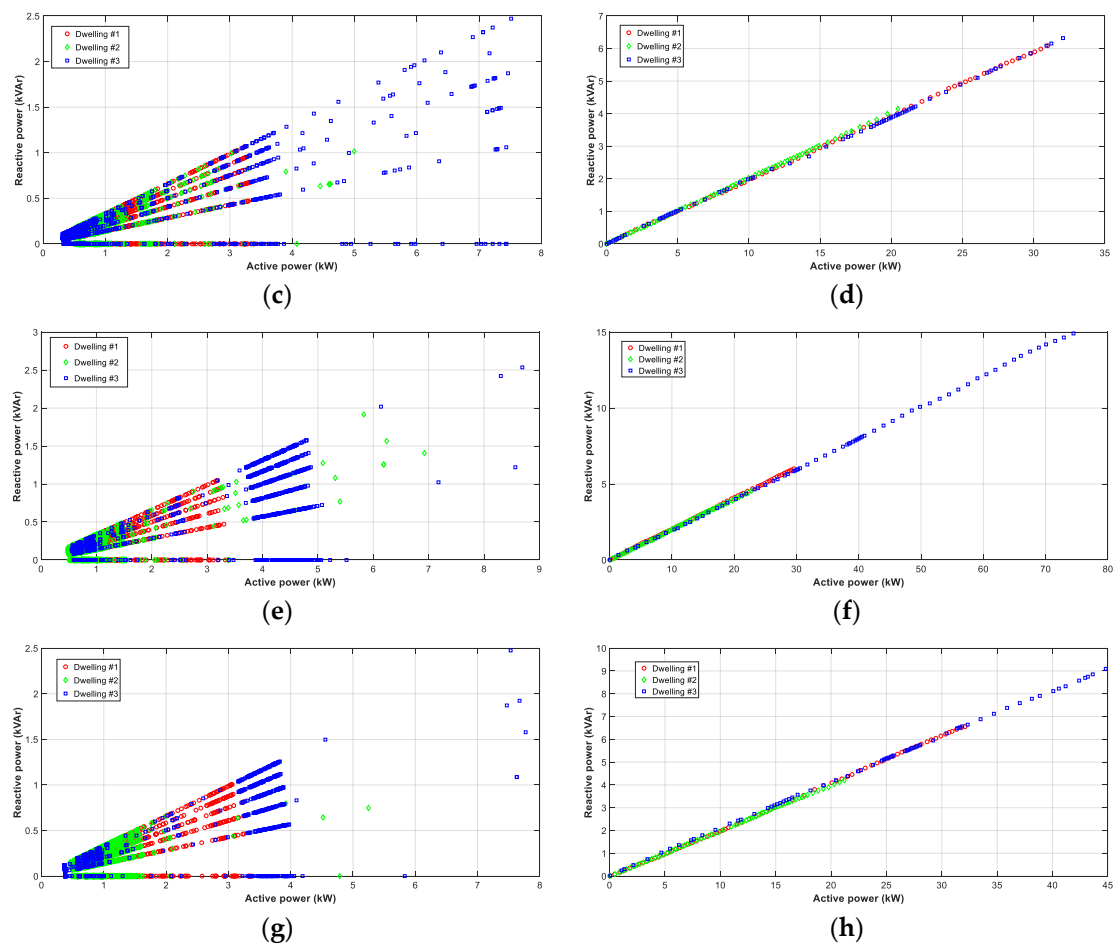 2.5
2
1.5
1
0.5
0
Reactive power (kVAr)
Dwelling #1
Dwelling #2
Dwelling #3
0 1 2 3 4 5 6 7 8
Active power (kW)
(c)
7
6
5
4
3
2
1
0
Reactive power (kVAr)
Dwelling #1
Dwelling #2
Dwelling #3
0 5 10 15 20 25 30 35
Active power (kW)
(d)
3
2.5
2
1.5
1
0.5
0
Reactive power (kVAr)
Dwelling #1
Dwelling #2
Dwelling #3
0 1 2 3 4 5 6 7 8 9
Active power (kW)
(e)
15
10
5
0
Reactive power (kVAr)
Dwelling #1
Dwelling #2
Dwelling #3
0 10 20 30 40 50 60 70 80
Active power (kW)
(f)
2.5
2
1.5
1
0.5
0
Reactive power (kVAr)
Dwelling #1
Dwelling #2
Dwelling #3
0 1 2 3 4 5 6 7 8
Active power (kW)
(g)
10
9
8
7
6
5
4
3
2
1
0
Reactive power (kVAr)
Dwelling #1
Dwelling #2
Dwelling #3
0 5 10 15 20 25 30 35 40 45
Active power (kW)
(h)